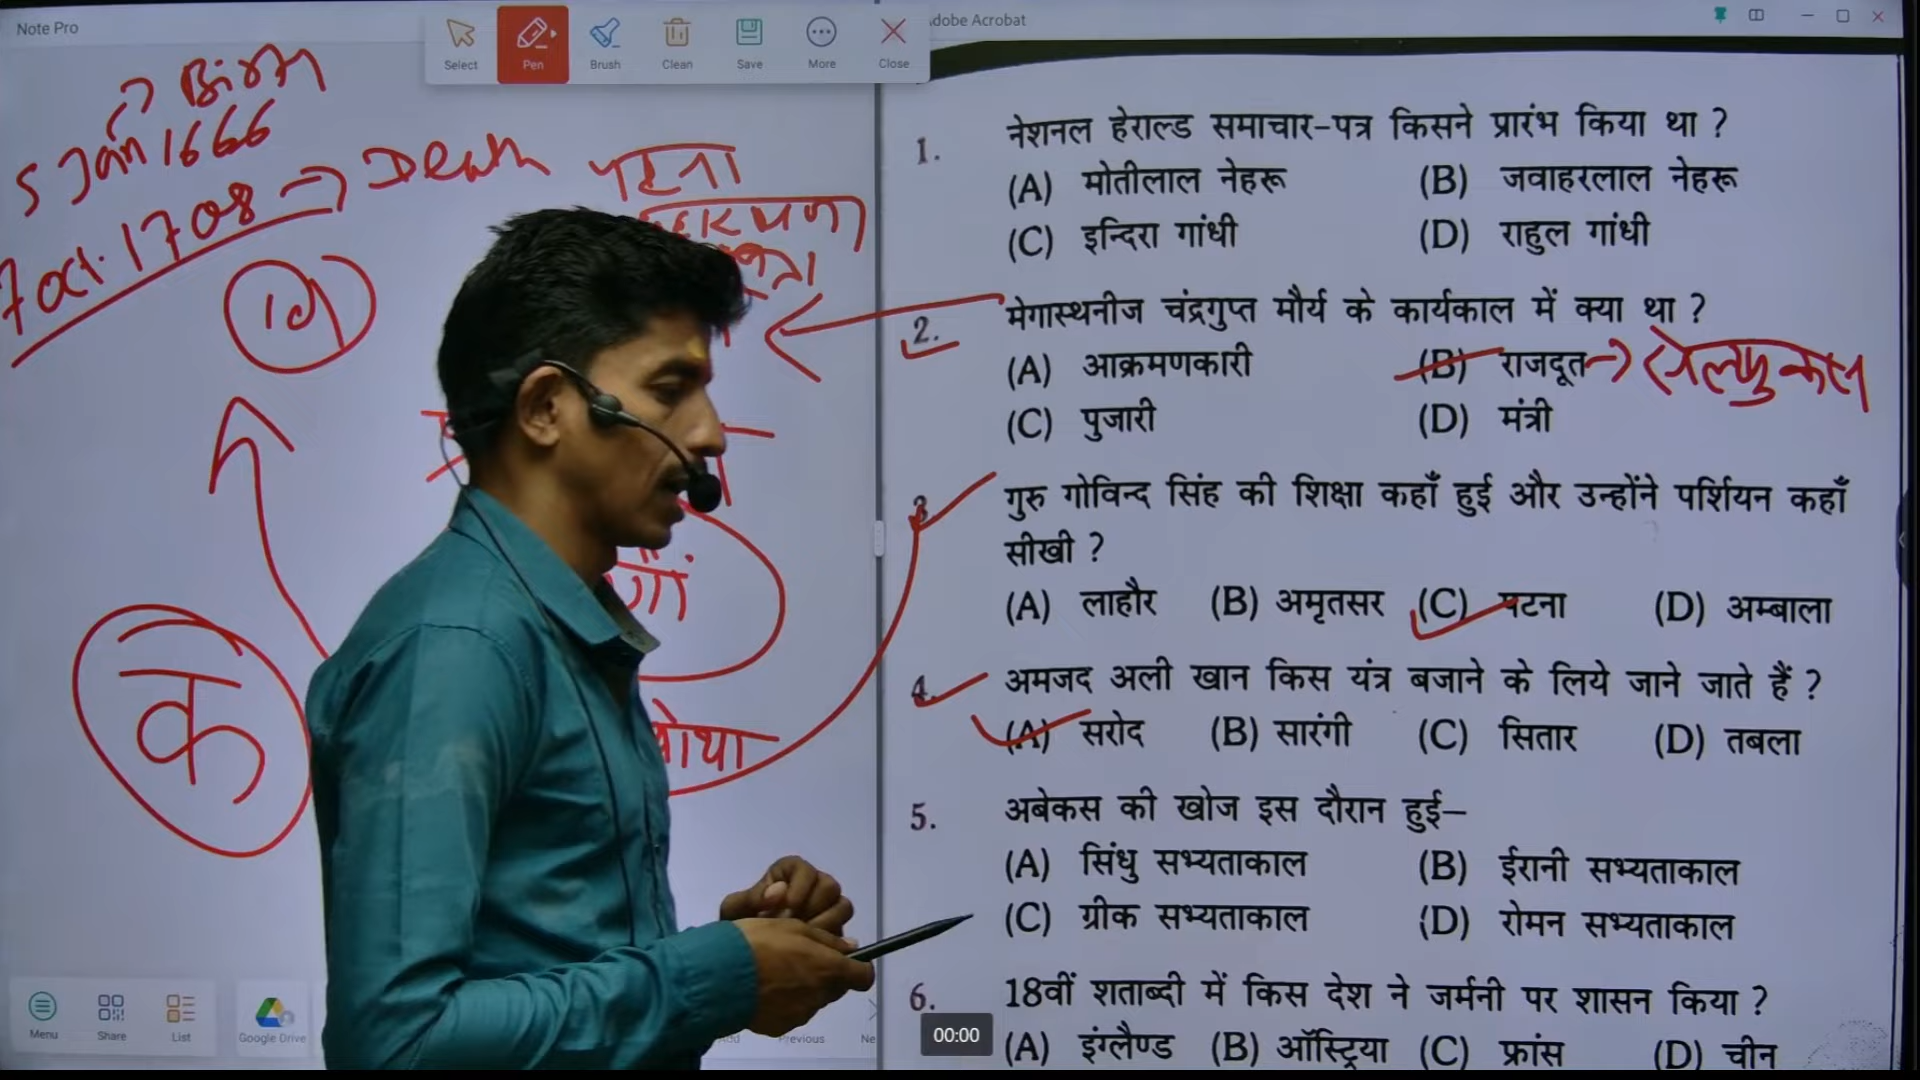 Note Pro
Select
Pen
Brush
Clean
Save
More
Close
Adobe Acrobat
Birth
5 Jan 1666
7 Oct. 1708 → Death
पटना
क
1. नेशनल हेराल्ड समाचार-पत्र किसने प्रारंभ किया था ?
(A) मोतीलाल नेहरू (B) जवाहरलाल नेहरू
(C) इन्दिरा गांधी (D) राहुल गांधी
2. मेगास्थनीज चंद्रगुप्त मौर्य के कार्यकाल में क्या था ?
(A) आक्रमणकारी (B) राजदूत →
(C) पुजारी (D) मंत्री
3 गुरु गोविन्द सिंह की शिक्षा कहाँ हुई और उन्होंने पर्शियन कहाँ
सीखी ?
(A) लाहौर (B) अमृतसर (C) पटना (D) अम्बाला
4. अमजद अली खान किस यंत्र बजाने के लिये जाने जाते हैं ?
(A) सरोद (B) सारंगी (C) सितार (D) तबला
5. अबेकस की खोज इस दौरान हुई–
(A) सिंधु सभ्यताकाल (B) ईरानी सभ्यताकाल
(C) ग्रीक सभ्यताकाल (D) रोमन सभ्यताकाल
6. 18वीं शताब्दी में किस देश ने जर्मनी पर शासन किया ?
(A) इंग्लैण्ड (B) ऑस्ट्रिया (C) फ्रांस (D) चीन
Menu
Share
List
Google Drive
Previous
00:00